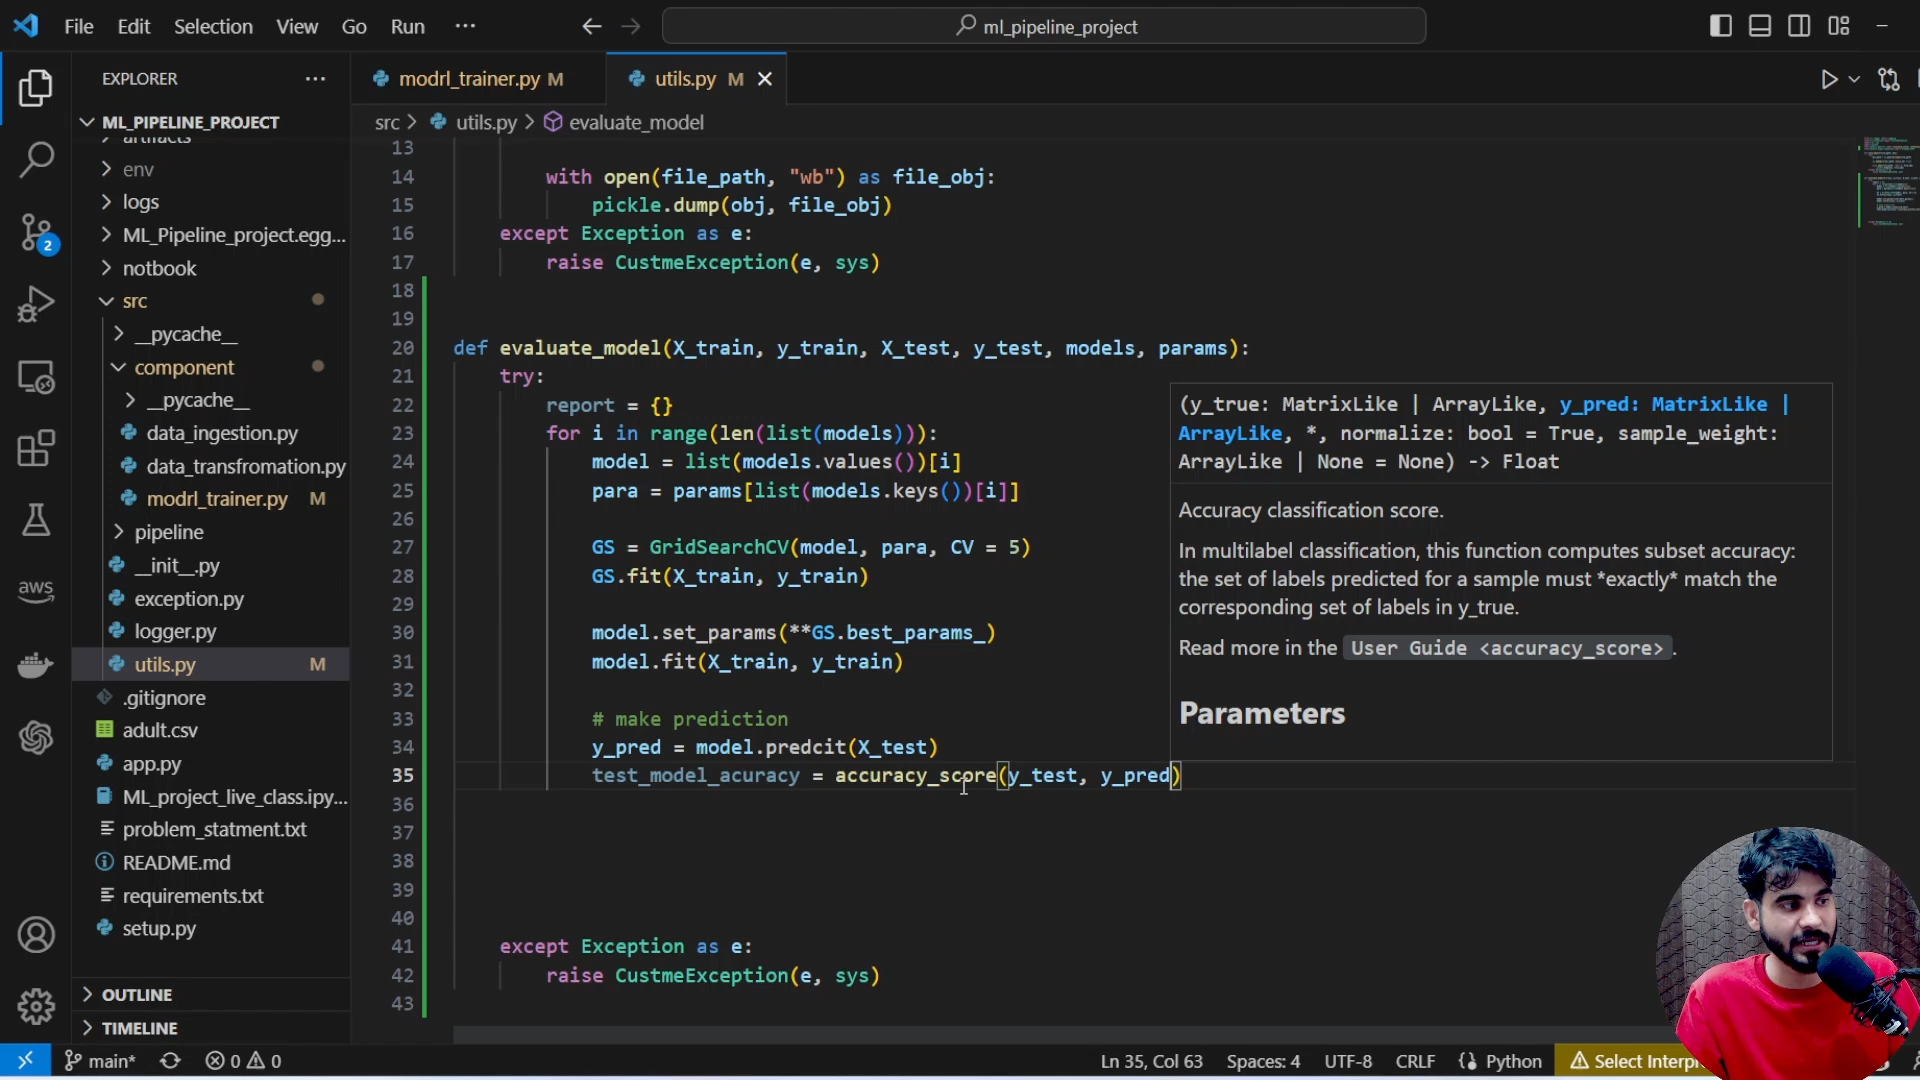 File Edit Selection View Go Run ···
ml_pipeline_project
EXPLORER ···
ML_PIPELINE_PROJECT
artifacts
env
logs
ML_Pipeline_project.egg...
notbook
src
__pycache__
component
__pycache__
data_ingestion.py
data_transfromation.py
modrl_trainer.py M
pipeline
__init__.py
exception.py
logger.py
utils.py M
.gitignore
adult.csv
app.py
ML_project_live_class.ipy...
problem_statment.txt
README.md
requirements.txt
setup.py
OUTLINE
TIMELINE
2
aws
modrl_trainer.py M
utils.py M
src > utils.py > evaluate_model
13
14 with open(file_path, "wb") as file_obj:
15 pickle.dump(obj, file_obj)
16 except Exception as e:
17 raise CustmeException(e, sys)
18
19
20 def evaluate_model(X_train, y_train, X_test, y_test, models, params):
21 try:
22 report = {}
23 for i in range(len(list(models))):
24 model = list(models.values())[i]
25 para = params[list(models.keys())[i]]
26
27 GS = GridSearchCV(model, para, CV = 5)
28 GS.fit(X_train, y_train)
29
30 model.set_params(**GS.best_params_)
31 model.fit(X_train, y_train)
32
33 # make prediction
34 y_pred = model.predcit(X_test)
35 test_model_acuracy = accuracy_score(y_test, y_pred)
36
37
38
39
40
41 except Exception as e:
42 raise CustmeException(e, sys)
43
(y_true: MatrixLike | ArrayLike, y_pred: MatrixLike |
ArrayLike, *, normalize: bool = True, sample_weight:
ArrayLike | None = None) -> Float
Accuracy classification score.
In multilabel classification, this function computes subset accuracy:
the set of labels predicted for a sample must *exactly* match the
corresponding set of labels in y_true.
Read more in the User Guide <accuracy_score>.
Parameters
main* 0 0
Ln 35, Col 63 Spaces: 4 UTF-8 CRLF Python Select